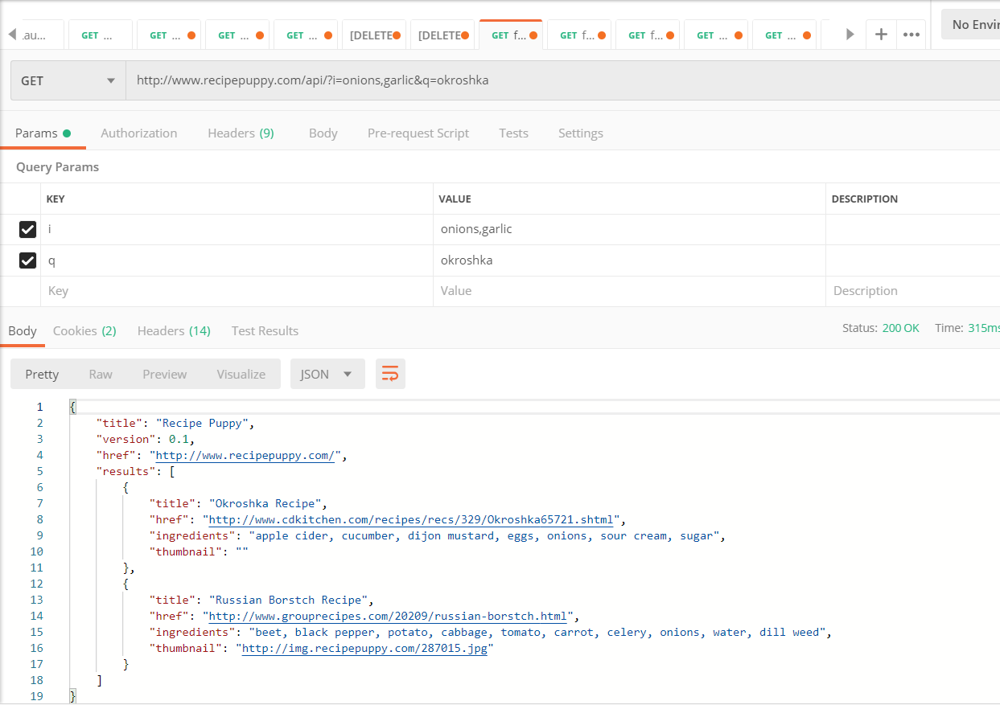 .au... GET ... GET ... GET ... GET ... [DELETE [DELETE GET f... GET f... GET f... GET ... GET ... No Envir
GET http://www.recipepuppy.com/api/?i=onions,garlic&q=okroshka
Params Authorization Headers (9) Body Pre-request Script Tests Settings
Query Params
KEY VALUE DESCRIPTION
i onions,garlic
q okroshka
Key Value Description
Body Cookies (2) Headers (14) Test Results Status: 200 OK Time: 315ms
Pretty Raw Preview Visualize JSON
1 {
2 "title": "Recipe Puppy",
3 "version": 0.1,
4 "href": "http://www.recipepuppy.com/",
5 "results": [
6 {
7 "title": "Okroshka Recipe",
8 "href": "http://www.cdkitchen.com/recipes/recs/329/Okroshka65721.shtml",
9 "ingredients": "apple cider, cucumber, dijon mustard, eggs, onions, sour cream, sugar",
10 "thumbnail": ""
11 },
12 {
13 "title": "Russian Borstch Recipe",
14 "href": "http://www.grouprecipes.com/20209/russian-borstch.html",
15 "ingredients": "beet, black pepper, potato, cabbage, tomato, carrot, celery, onions, water, dill weed",
16 "thumbnail": "http://img.recipepuppy.com/287015.jpg"
17 }
18 ]
19 }